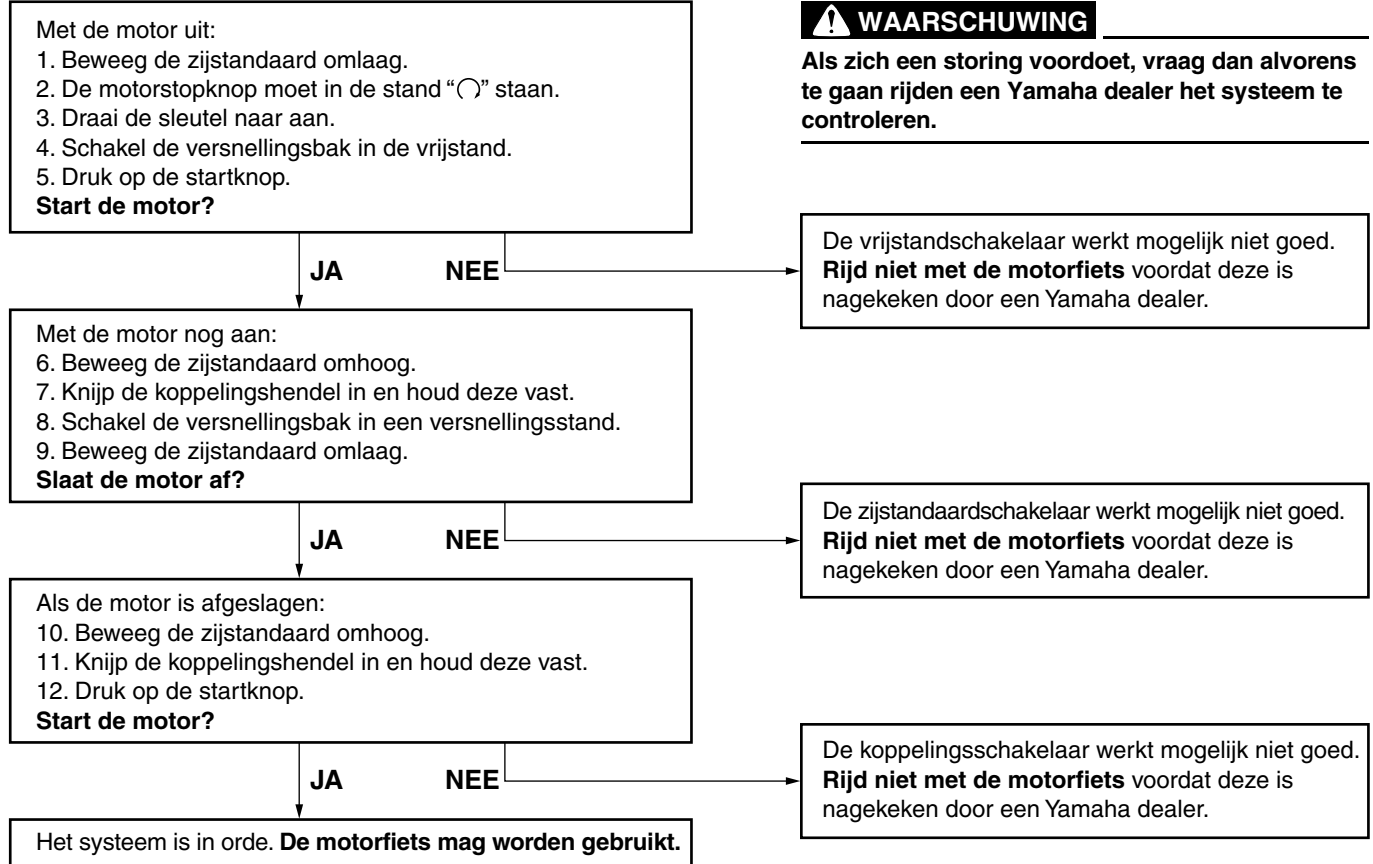 Met de motor uit:
1. Beweeg de zijstandaard omlaag.
2. De motorstopknop moet in de stand “○” staan.
3. Draai de sleutel naar aan.
4. Schakel de versnellingsbak in de vrijstand.
5. Druk op de startknop.
Start de motor?
WAARSCHUWING
Als zich een storing voordoet, vraag dan alvorens
te gaan rijden een Yamaha dealer het systeem te
controleren.
JA NEE
De vrijstandschakelaar werkt mogelijk niet goed.
Rijd niet met de motorfiets voordat deze is
nagekeken door een Yamaha dealer.
Met de motor nog aan:
6. Beweeg de zijstandaard omhoog.
7. Knijp de koppelingshendel in en houd deze vast.
8. Schakel de versnellingsbak in een versnellingsstand.
9. Beweeg de zijstandaard omlaag.
Slaat de motor af?
JA NEE
De zijstandaardschakelaar werkt mogelijk niet goed.
Rijd niet met de motorfiets voordat deze is
nagekeken door een Yamaha dealer.
Als de motor is afgeslagen:
10. Beweeg de zijstandaard omhoog.
11. Knijp de koppelingshendel in en houd deze vast.
12. Druk op de startknop.
Start de motor?
JA NEE
De koppelingsschakelaar werkt mogelijk niet goed.
Rijd niet met de motorfiets voordat deze is
nagekeken door een Yamaha dealer.
Het systeem is in orde. De motorfiets mag worden gebruikt.